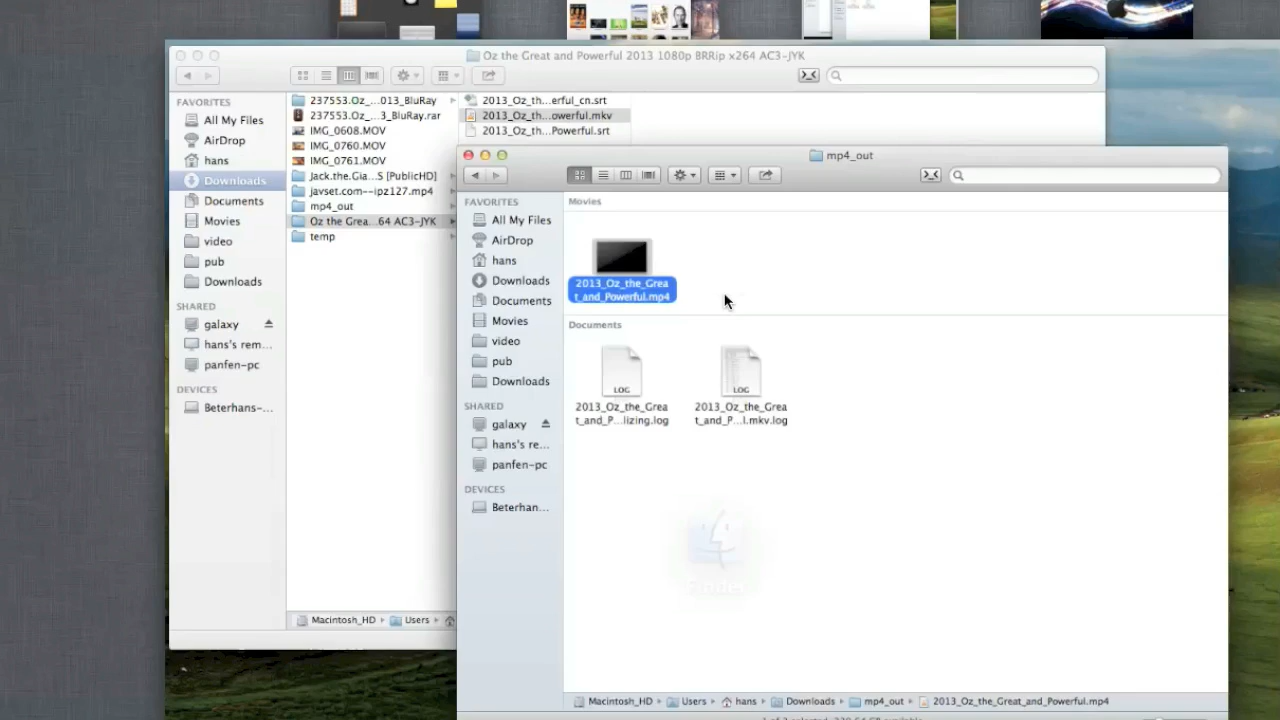 Oz the Great and Powerful 2013 1080p BRRip x264 AC3-JYK
FAVORITES
All My Files
AirDrop
hans
Downloads
Documents
Movies
video
pub
Downloads
SHARED
galaxy
hans's rem...
panfen-pc
DEVICES
Beterhans-...
237553.Oz_...013_BluRay
237553.Oz_...3_BluRay.rar
IMG_0608.MOV
IMG_0760.MOV
IMG_0761.MOV
Jack.the.Gia...S [PublicHD]
javset.com--ipz127.mp4
mp4_out
Oz the Grea...64 AC3-JYK
temp
2013_Oz_th...erful_cn.srt
2013_Oz_th...owerful.mkv
2013_Oz_th...Powerful.srt
Macintosh_HD
Users
mp4_out
FAVORITES
All My Files
AirDrop
hans
Downloads
Documents
Movies
video
pub
Downloads
SHARED
galaxy
hans's re...
panfen-pc
DEVICES
Beterhan...
Movies
2013_Oz_the_Grea
t_and_Powerful.mp4
Documents
LOG
2013_Oz_the_Grea
t_and_P...lizing.log
LOG
2013_Oz_the_Grea
t_and_P...l.mkv.log
Finder
Macintosh_HD
Users
hans
Downloads
mp4_out
2013_Oz_the_Great_and_Powerful.mp4